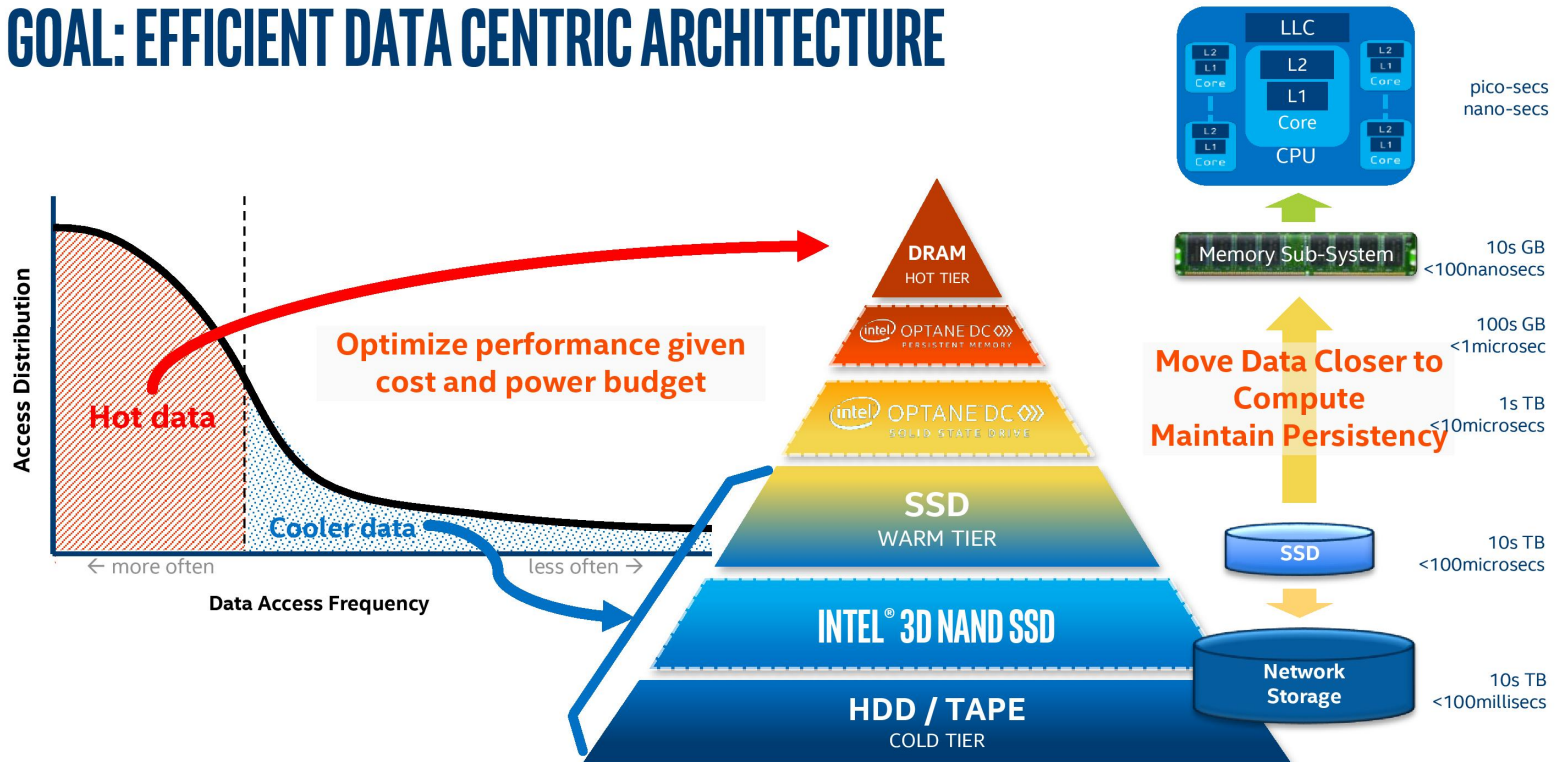 GOAL: EFFICIENT DATA CENTRIC ARCHITECTURE
Access Distribution
Hot data
Cooler data
← more often
less often →
Data Access Frequency
Optimize performance given
cost and power budget
DRAM
HOT TIER
intel OPTANE DC
PERSISTENT MEMORY
intel OPTANE DC
SOLID STATE DRIVE
SSD
WARM TIER
INTEL® 3D NAND SSD
HDD / TAPE
COLD TIER
LLC
L2
L1
Core
L2
L1
Core
L2
L1
Core
L2
L1
Core
L2
L1
Core
CPU
pico-secs
nano-secs
Memory Sub-System
10s GB
<100nanosecs
100s GB
<1microsec
Move Data Closer to
Compute
Maintain Persistency
1s TB
<10microsecs
SSD
10s TB
<100microsecs
Network
Storage
10s TB
<100millisecs